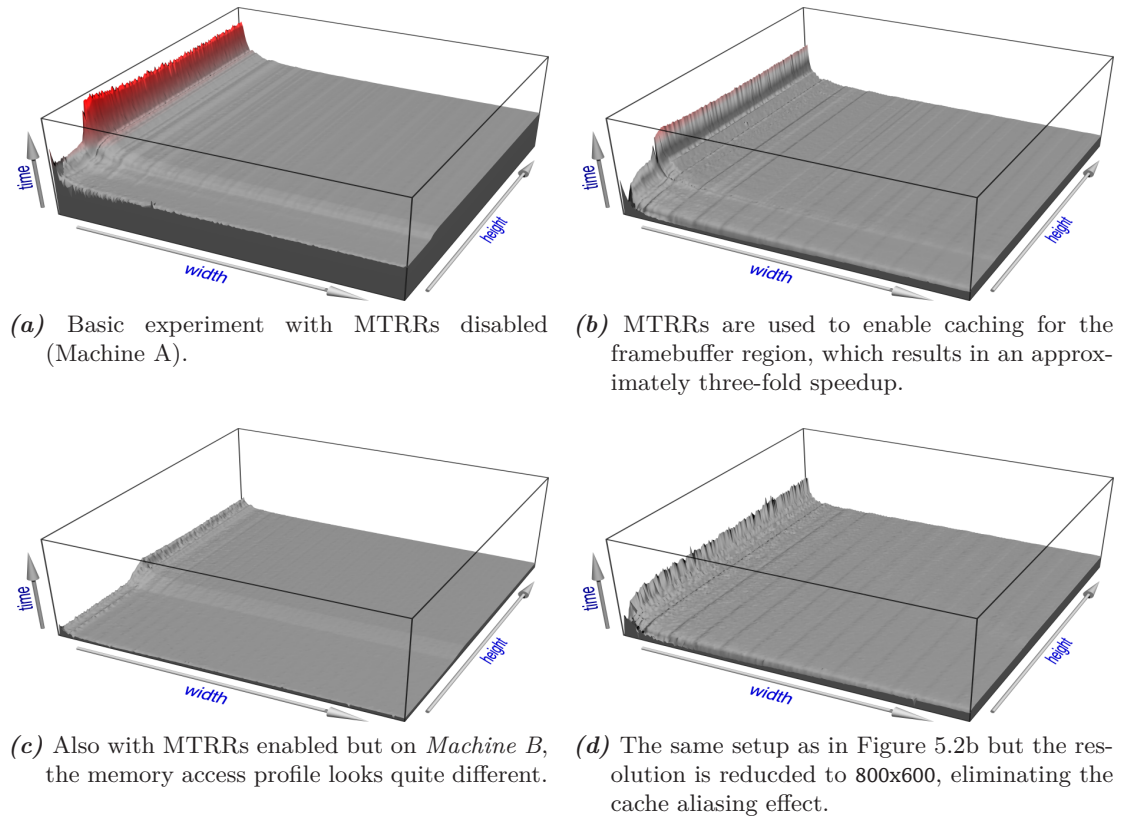 time
width
height
time
width
height
(a) Basic experiment with MTRRs disabled
(Machine A).
(b) MTRRs are used to enable caching for the
framebuffer region, which results in an approx-
imately three-fold speedup.
time
width
height
time
width
height
(c) Also with MTRRs enabled but on Machine B,
the memory access profile looks quite different.
(d) The same setup as in Figure 5.2b but the res-
olution is reducded to 800x600, eliminating the
cache aliasing effect.